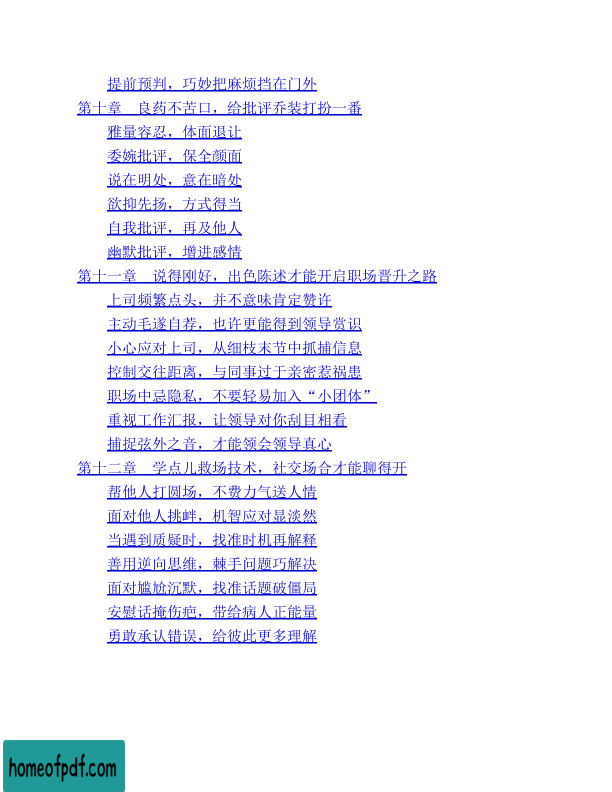 提前预判，巧妙把麻烦挡在门外
第十章　良药不苦口，给批评乔装打扮一番
雅量容忍，体面退让
委婉批评，保全颜面
说在明处，意在暗处
欲抑先扬，方式得当
自我批评，再及他人
幽默批评，增进感情
第十一章　说得刚好，出色陈述才能开启职场晋升之路
上司频繁点头，并不意味肯定赞许
主动毛遂自荐，也许更能得到领导赏识
小心应对上司，从细枝末节中抓捕信息
控制交往距离，与同事过于亲密惹祸患
职场中忌隐私，不要轻易加入“小团体”
重视工作汇报，让领导对你刮目相看
捕捉弦外之音，才能领会领导真心
第十二章　学点儿救场技术，社交场合才能聊得开
帮他人打圆场，不费力气送人情
面对他人挑衅，机智应对显淡然
当遇到质疑时，找准时机再解释
善用逆向思维，棘手问题巧解决
面对尴尬沉默，找准话题破僵局
安慰话掩伤疤，带给病人正能量
勇敢承认错误，给彼此更多理解
homeofpdf.com